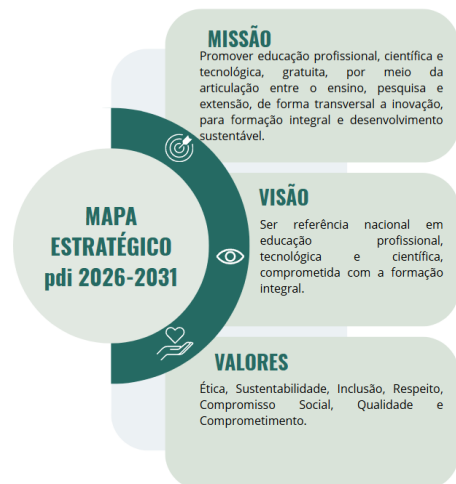 MISSÃO
Promover educação profissional, científica e
tecnológica, gratuita, por meio da
articulação entre o ensino, pesquisa e
extensão, de forma transversal a inovação,
para formação integral e desenvolvimento
sustentável.
MAPA
ESTRATÉGICO
pdi 2026-2031
VISÃO
Ser referência nacional em
educação profissional,
tecnológica e científica,
comprometida com a formação
integral.
VALORES
Ética, Sustentabilidade, Inclusão, Respeito,
Compromisso Social, Qualidade e
Comprometimento.